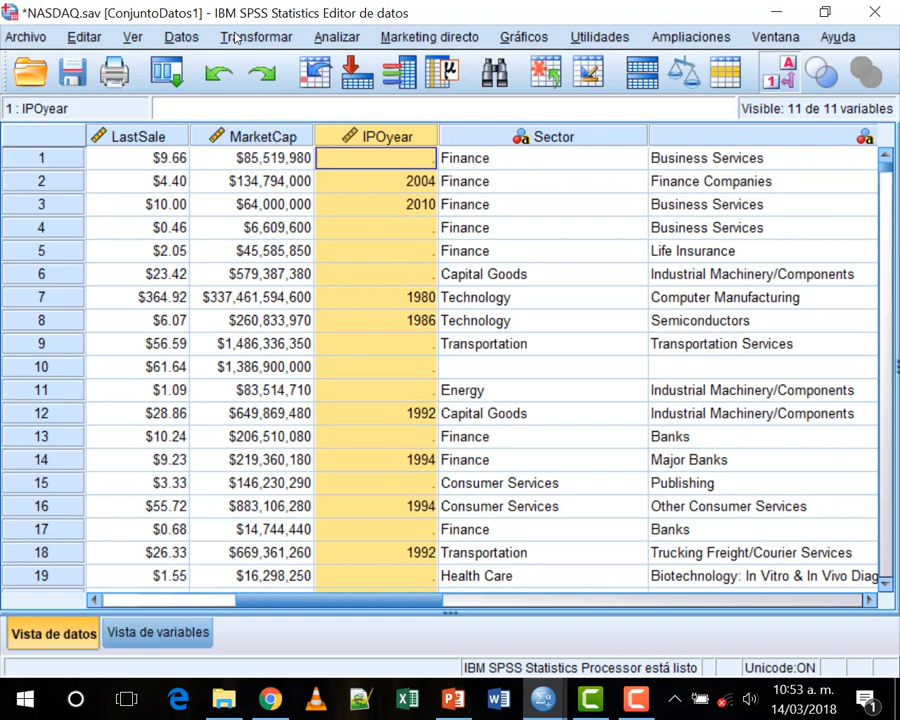 *NASDAQ.sav [ConjuntoDatos1] - IBM SPSS Statistics Editor de datos
Archivo Editar Ver Datos Transformar Analizar Marketing directo Gráficos Utilidades Ampliaciones Ventana Ayuda
1 : IPOyear Visible: 11 de 11 variables
LastSale MarketCap IPOyear Sector
1 $9.66 $85,519,980 . Finance Business Services
2 $4.40 $134,794,000 2004 Finance Finance Companies
3 $10.00 $64,000,000 2010 Finance Business Services
4 $0.46 $6,609,600 . Finance Business Services
5 $2.05 $45,585,850 . Finance Life Insurance
6 $23.42 $579,387,380 . Capital Goods Industrial Machinery/Components
7 $364.92 $337,461,594,600 1980 Technology Computer Manufacturing
8 $6.07 $260,833,970 1986 Technology Semiconductors
9 $56.59 $1,486,336,350 . Transportation Transportation Services
10 $61.64 $1,386,900,000 .
11 $1.09 $83,514,710 . Energy Industrial Machinery/Components
12 $28.86 $649,869,480 1992 Capital Goods Industrial Machinery/Components
13 $10.24 $206,510,080 . Finance Banks
14 $9.23 $219,360,180 1994 Finance Major Banks
15 $3.33 $146,230,290 . Consumer Services Publishing
16 $55.72 $883,106,280 1994 Consumer Services Other Consumer Services
17 $0.68 $14,744,440 . Finance Banks
18 $26.33 $669,361,260 1992 Transportation Trucking Freight/Courier Services
19 $1.55 $16,298,250 . Health Care Biotechnology: In Vitro & In Vivo Diag
Vista de datos Vista de variables
IBM SPSS Statistics Processor está listo Unicode:ON
10:53 a. m.
14/03/2018